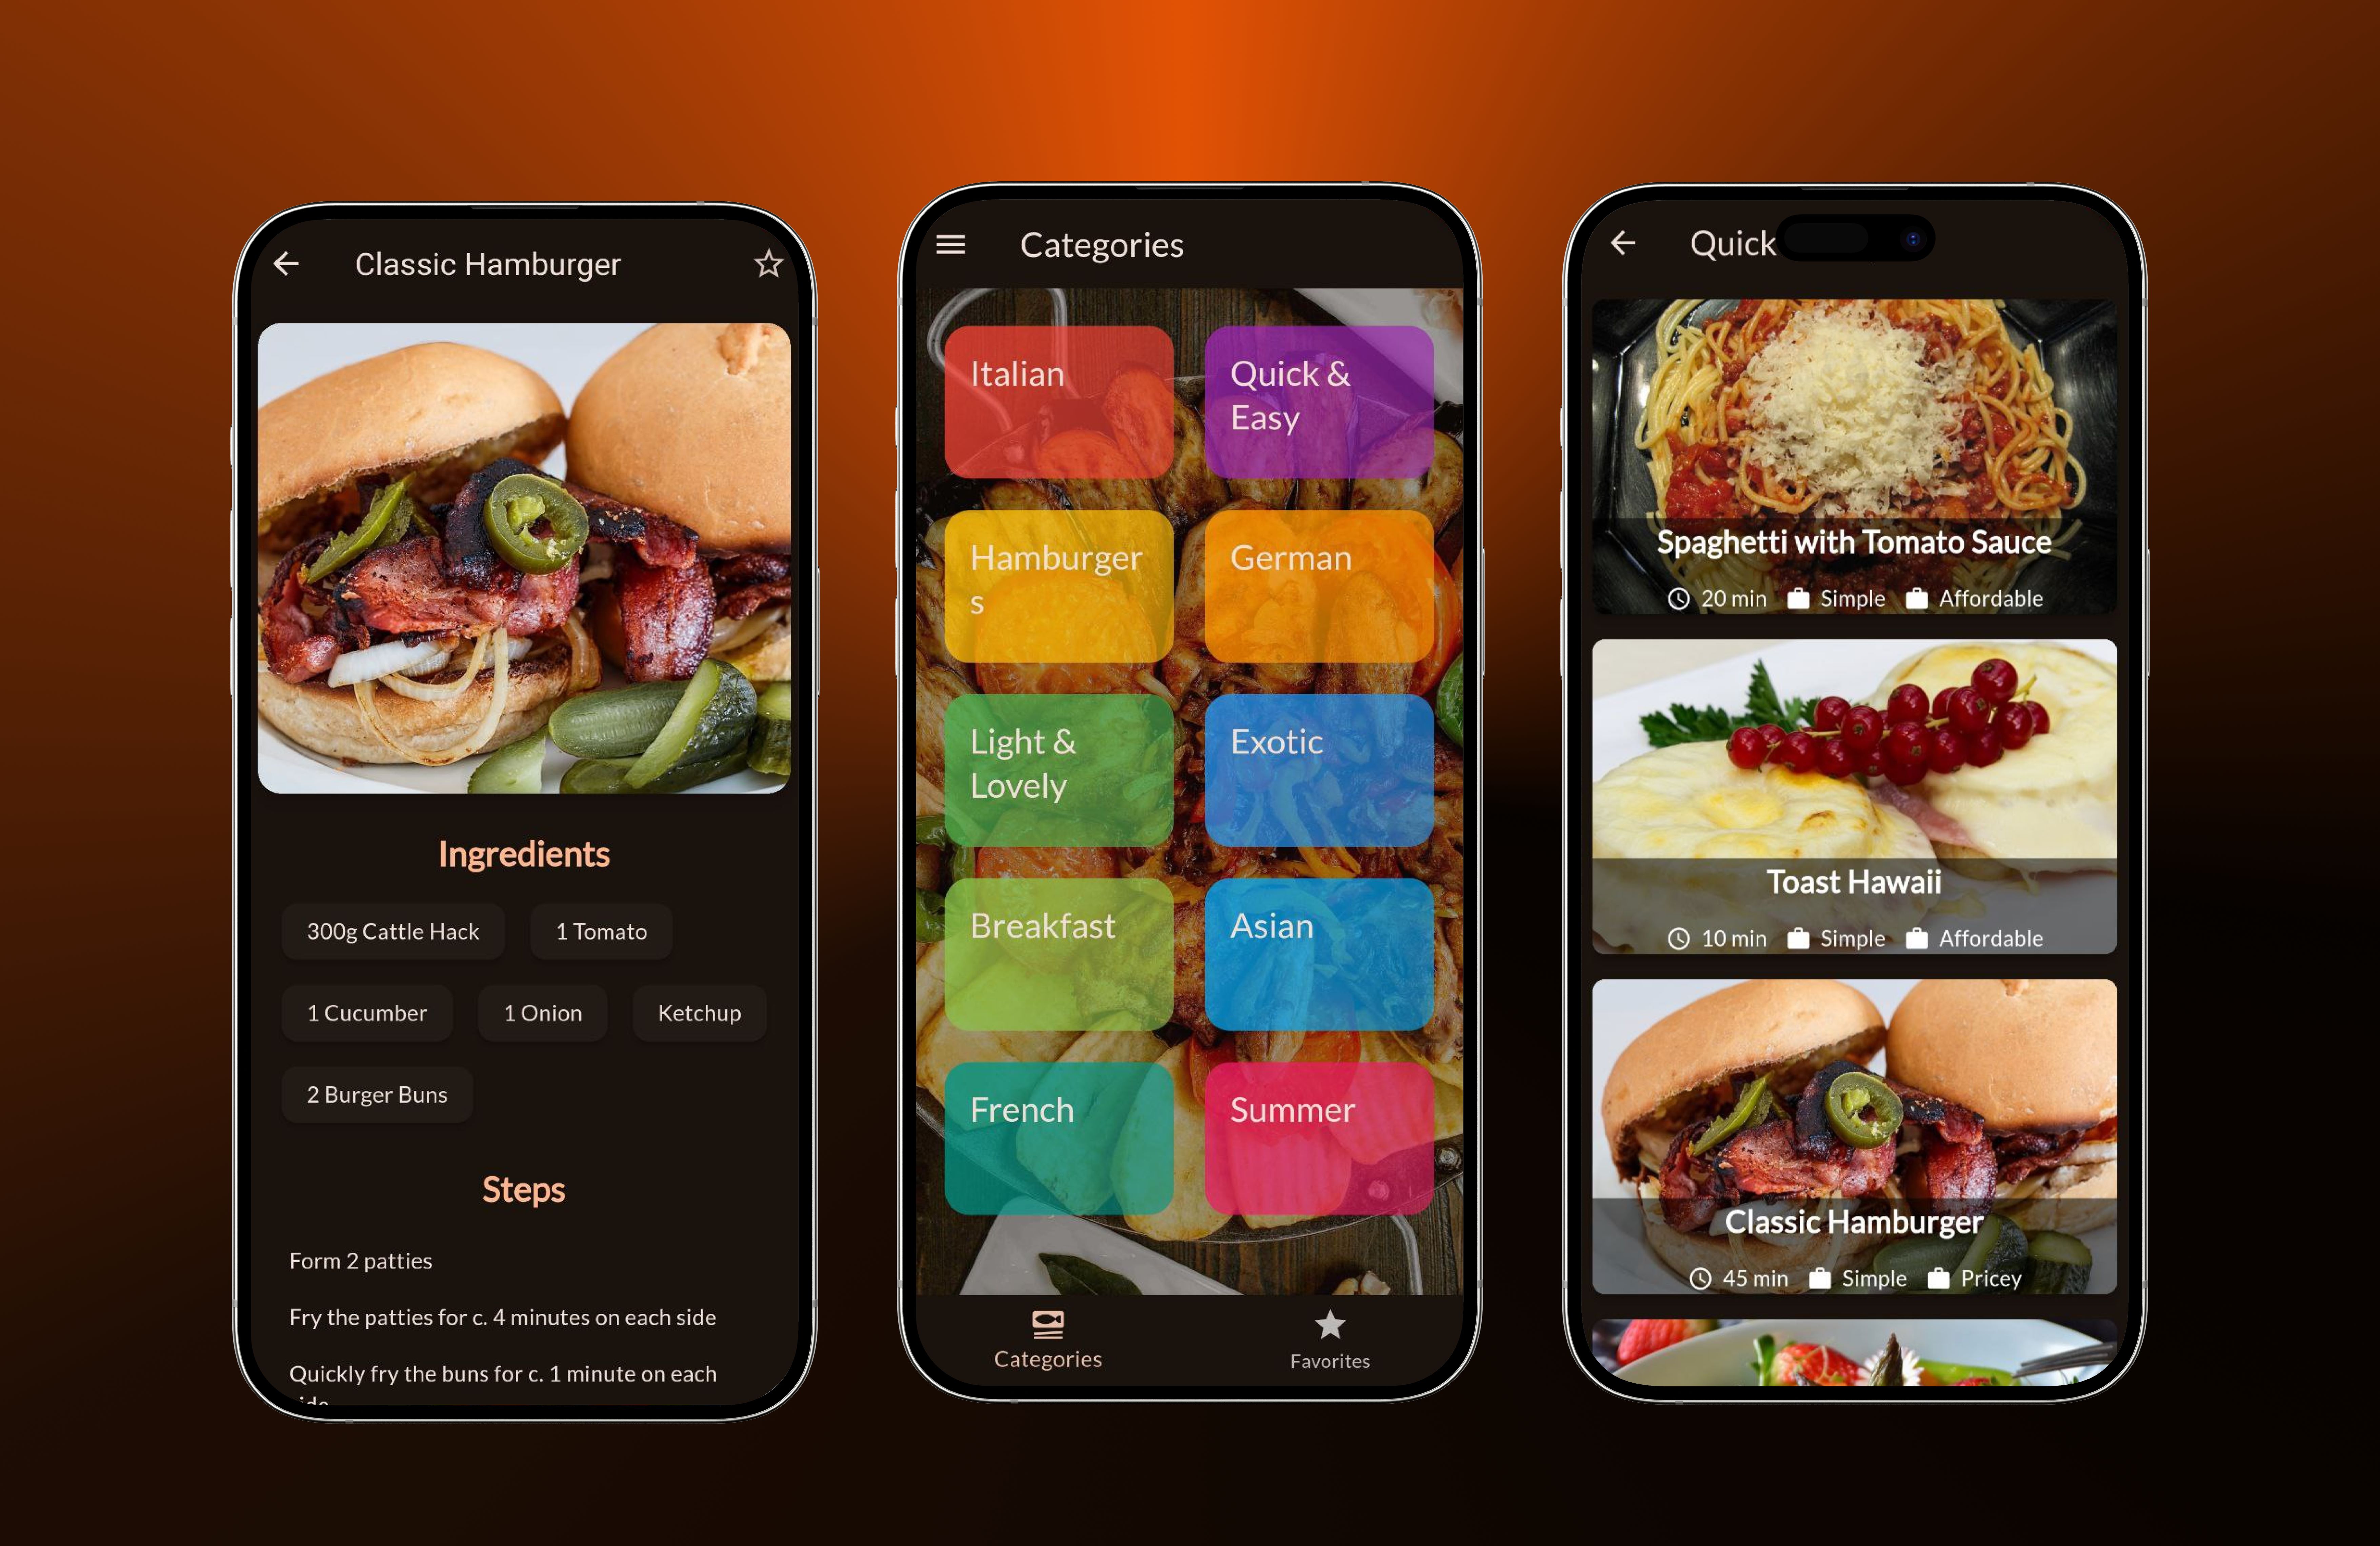 Classic Hamburger
Ingredients
300g Cattle Hack
1 Tomato
1 Cucumber
1 Onion
Ketchup
2 Burger Buns
Steps
Form 2 patties
Fry the patties for c. 4 minutes on each side
Quickly fry the buns for c. 1 minute on each
side
Categories
Italian
Quick &
Easy
Hamburger
s
German
Light &
Lovely
Exotic
Breakfast
Asian
French
Summer
Categories
Favorites
Quick
Spaghetti with Tomato Sauce
20 min Simple Affordable
Toast Hawaii
10 min Simple Affordable
Classic Hamburger
45 min Simple Pricey